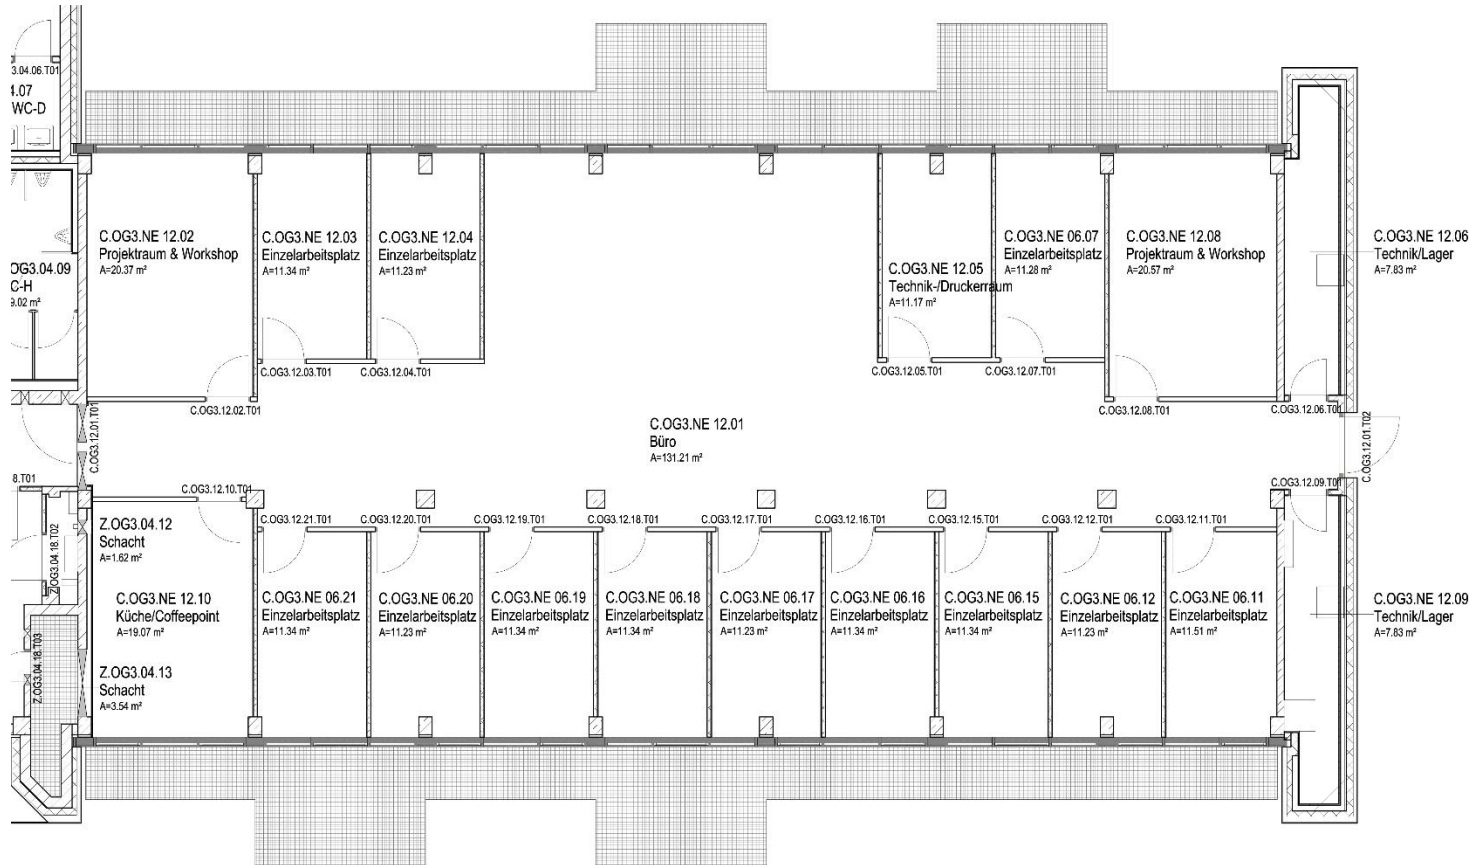 3.04.06.T01
4.07
WC-D
OG3.04.09
C-H
9.02 m²
C.OG3.NE 12.02
Projektraum & Workshop
A=20.37 m²
C.OG3.NE 12.03
Einzelarbeitsplatz
A=11.34 m²
C.OG3.NE 12.04
Einzelarbeitsplatz
A=11.23 m²
C.OG3.NE 12.05
Technik-/Druckerraum
A=11.17 m²
C.OG3.NE 06.07
Einzelarbeitsplatz
A=11.28 m²
C.OG3.NE 12.08
Projektraum & Workshop
A=20.57 m²
C.OG3.NE 12.06
Technik/Lager
A=7.83 m²
C.OG3.12.03.T01
C.OG3.12.04.T01
C.OG3.12.05.T01
C.OG3.12.07.T01
C.OG3.12.02.T01
C.OG3.12.08.T01
C.OG3.12.06.T01
C.OG3.12.01.T01
C.OG3.NE 12.01
Büro
A=131.21 m²
C.OG3.12.01.T02
8.T01
C.OG3.12.10.T01
C.OG3.12.09.T01
C.OG3.12.21.T01
C.OG3.12.20.T01
C.OG3.12.19.T01
C.OG3.12.18.T01
C.OG3.12.17.T01
C.OG3.12.16.T01
C.OG3.12.15.T01
C.OG3.12.12.T01
C.OG3.12.11.T01
Z.OG3.04.18.T02
Z.OG3.04.12
Schacht
A=1.62 m²
C.OG3.NE 12.10
Küche/Coffeepoint
A=19.07 m²
C.OG3.NE 06.21
Einzelarbeitsplatz
A=11.34 m²
C.OG3.NE 06.20
Einzelarbeitsplatz
A=11.23 m²
C.OG3.NE 06.19
Einzelarbeitsplatz
A=11.34 m²
C.OG3.NE 06.18
Einzelarbeitsplatz
A=11.34 m²
C.OG3.NE 06.17
Einzelarbeitsplatz
A=11.23 m²
C.OG3.NE 06.16
Einzelarbeitsplatz
A=11.34 m²
C.OG3.NE 06.15
Einzelarbeitsplatz
A=11.34 m²
C.OG3.NE 06.12
Einzelarbeitsplatz
A=11.23 m²
C.OG3.NE 06.11
Einzelarbeitsplatz
A=11.51 m²
C.OG3.NE 12.09
Technik/Lager
A=7.83 m²
Z.OG3.04.18.T03
Z.OG3.04.13
Schacht
A=3.54 m²